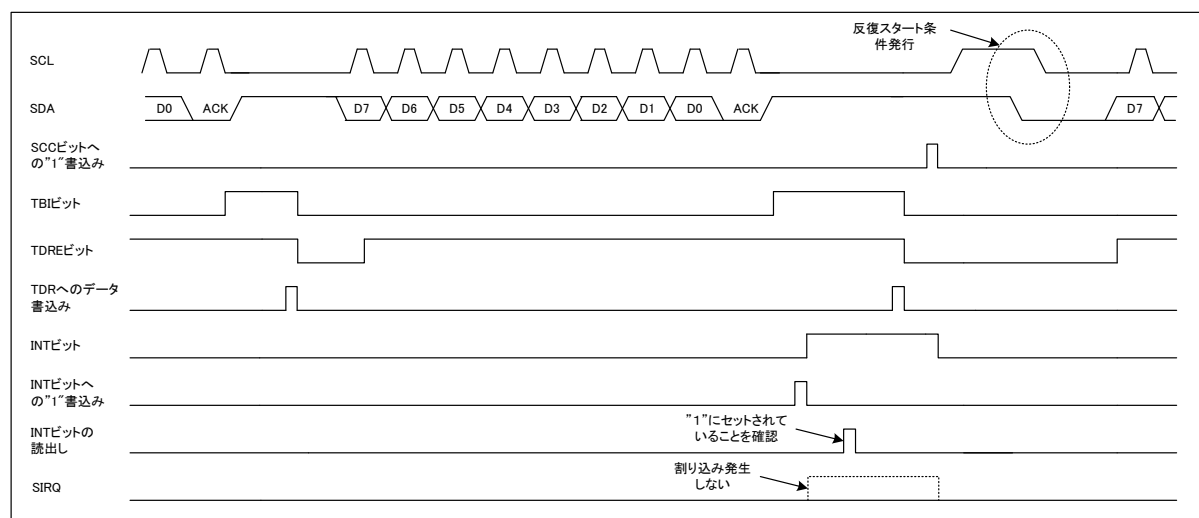 反復スタート条
件発行
SCL
SDA
D0 ACK D7 D6 D5 D4 D3 D2 D1 D0 ACK D7
SCCビットへ
の"1"書込み
TBIビット
TDREビット
TDRへのデータ
書込み
INTビット
INTビットへ
の"1"書込み
INTビットの
読出し
"1"にセットされて
いることを確認
SIRQ
割り込み発生
しない